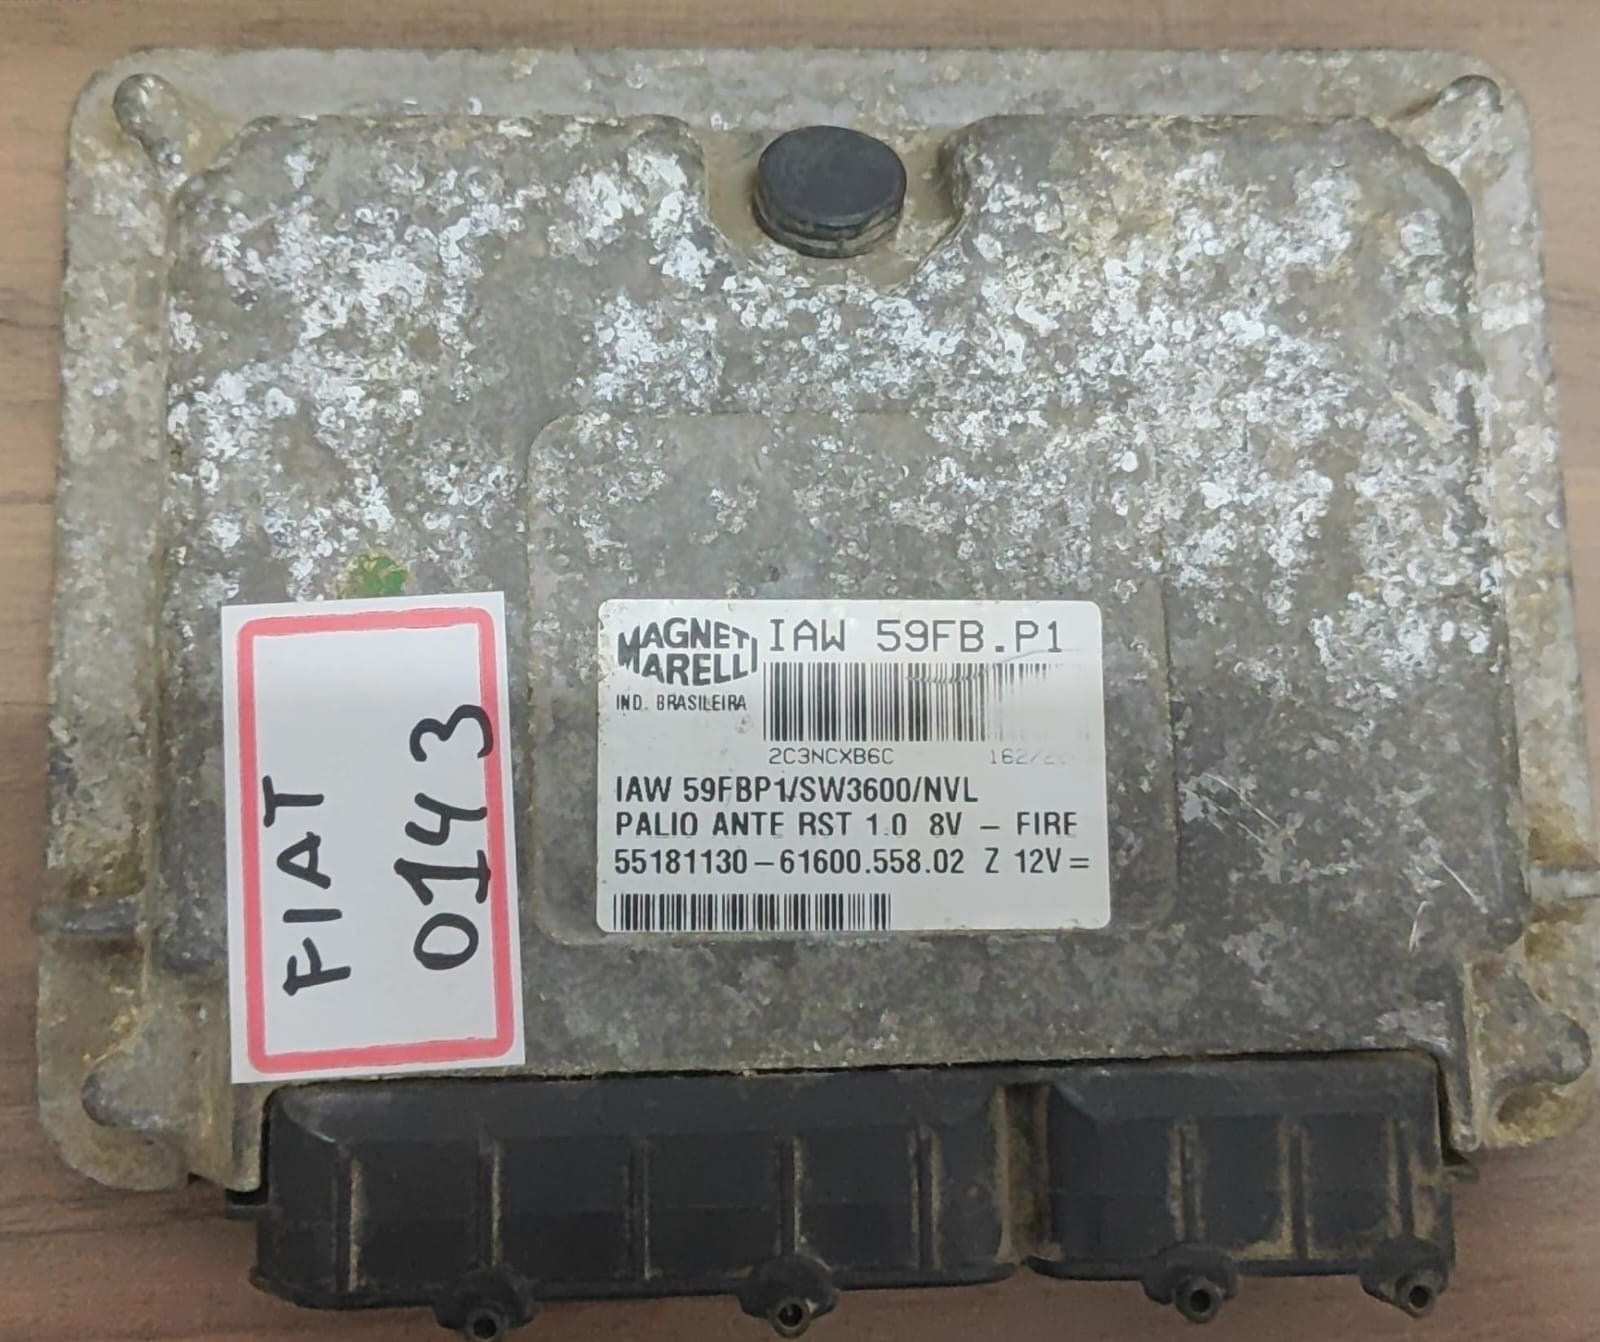 MAGNETI
MARELLI
IND. BRASILEIRA
IAW 59FB.P1
2C3NCXB6C
IAW 59FBP1/SW3600/NVL
PALIO ANTE RST 1.0 8V – FIRE
55181130–61600.558.02 Z 12V=
FIAT
0143